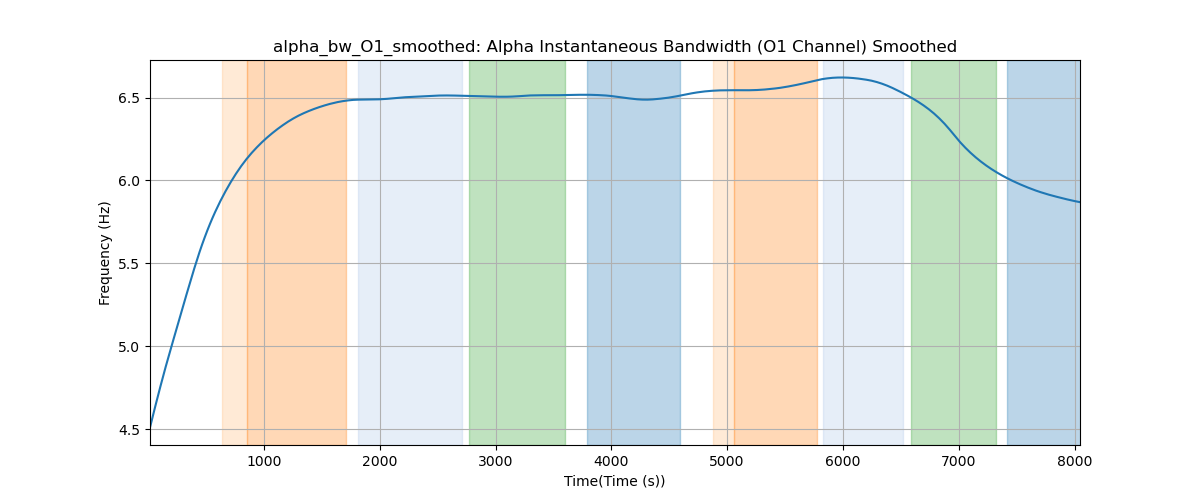 alpha_bw_O1_smoothed: Alpha Instantaneous Bandwidth (O1 Channel) Smoothed
Frequency (Hz)
6.5
6.0
5.5
5.0
4.5
1000 2000 3000 4000 5000 6000 7000 8000
Time(Time (s))